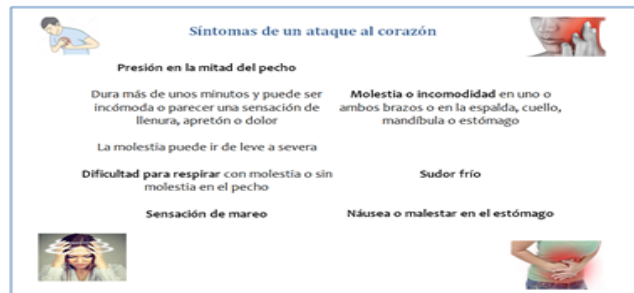 Síntomas de un ataque al corazón
Presión en la mitad del pecho
Dura más de unos minutos y puede ser
incómoda o parecer una sensación de
llenura, apretón o dolor
La molestia puede ir de leve a severa
Dificultad para respirar con molestia o sin
molestia en el pecho
Sensación de mareo
Molestia o incomodidad en uno o
ambos brazos o en la espalda, cuello,
mandíbula o estómago
Sudor frío
Náusea o malestar en el estómago